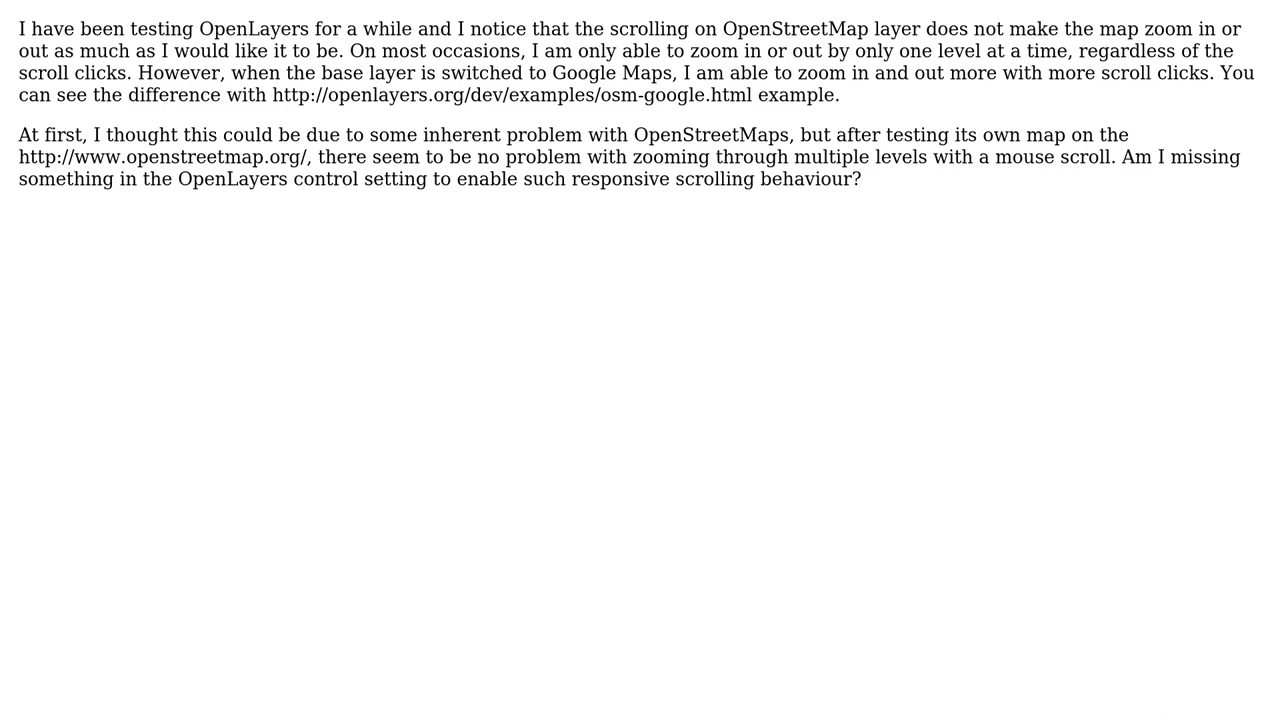 I have been testing OpenLayers for a while and I notice that the scrolling on OpenStreetMap layer does not make the map zoom in or
out as much as I would like it to be. On most occasions, I am only able to zoom in or out by only one level at a time, regardless of the
scroll clicks. However, when the base layer is switched to Google Maps, I am able to zoom in and out more with more scroll clicks. You
can see the difference with http://openlayers.org/dev/examples/osm-google.html example.
At first, I thought this could be due to some inherent problem with OpenStreetMaps, but after testing its own map on the
http://www.openstreetmap.org/, there seem to be no problem with zooming through multiple levels with a mouse scroll. Am I missing
something in the OpenLayers control setting to enable such responsive scrolling behaviour?